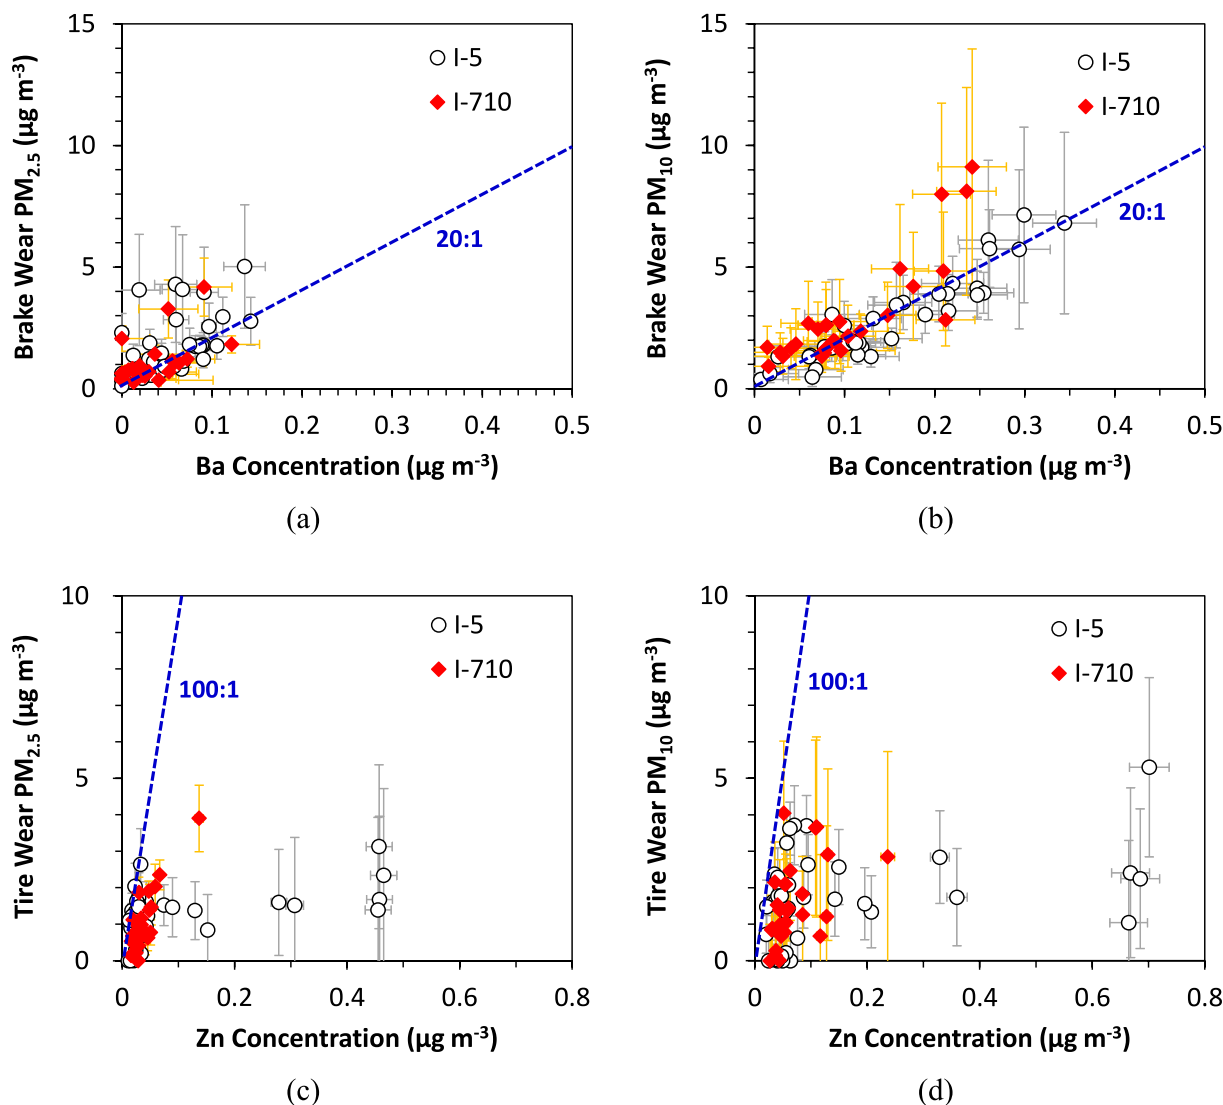 15
10
5
0
Brake Wear PM2.5 (µg m-3)
I-5
I-710
20:1
0 0.1 0.2 0.3 0.4 0.5
Ba Concentration (µg m-3)
(a)
15
10
5
0
Brake Wear PM10 (µg m-3)
I-5
I-710
20:1
0 0.1 0.2 0.3 0.4 0.5
Ba Concentration (µg m-3)
(b)
10
5
0
Tire Wear PM2.5 (µg m-3)
I-5
I-710
100:1
0 0.2 0.4 0.6 0.8
Zn Concentration (µg m-3)
(c)
10
5
0
Tire Wear PM10 (µg m-3)
I-5
I-710
100:1
0 0.2 0.4 0.6 0.8
Zn Concentration (µg m-3)
(d)